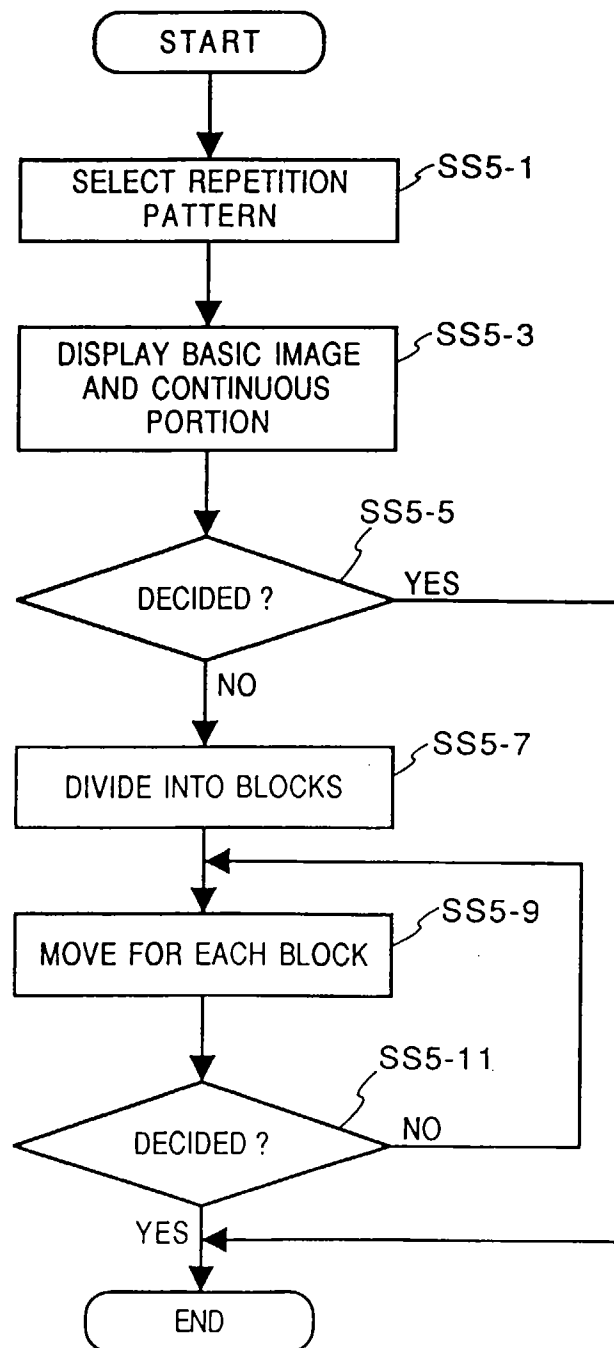 START
SS5-1
SELECT REPETITION
PATTERN
SS5-3
DISPLAY BASIC IMAGE
AND CONTINUOUS
PORTION
SS5-5
DECIDED ?
YES
NO
SS5-7
DIVIDE INTO BLOCKS
SS5-9
MOVE FOR EACH BLOCK
SS5-11
DECIDED ?
NO
YES
END